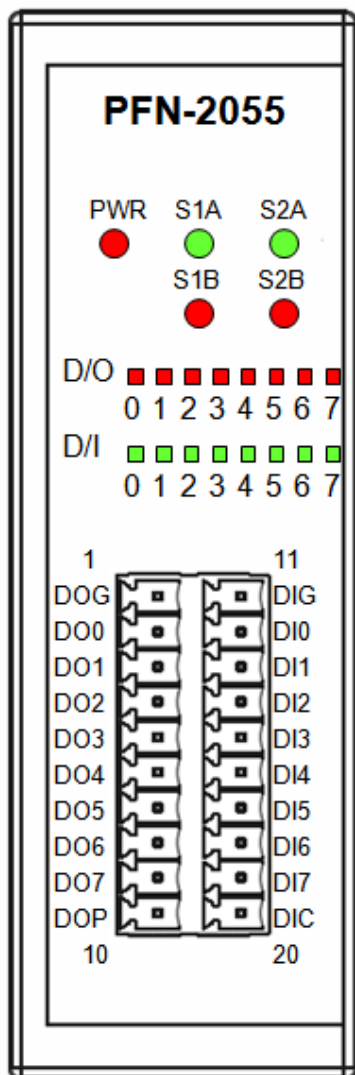 PFN-2055
PWR S1A S2A
S1B S2B
D/O
0 1 2 3 4 5 6 7
D/I
0 1 2 3 4 5 6 7
1 11
DOG DIG
DO0 DI0
DO1 DI1
DO2 DI2
DO3 DI3
DO4 DI4
DO5 DI5
DO6 DI6
DO7 DI7
DOP DIC
10 20